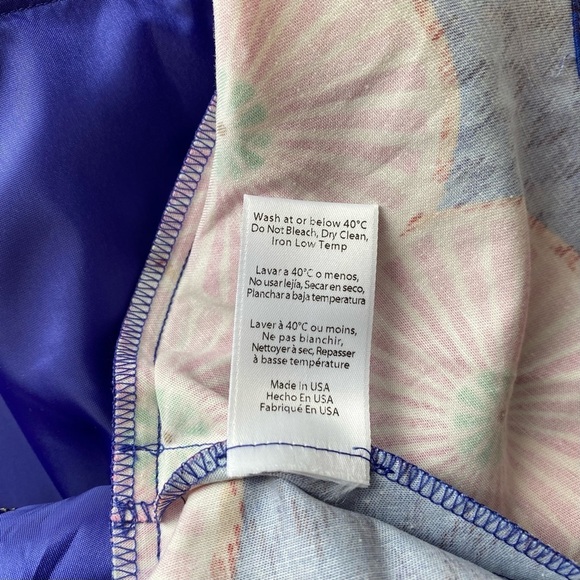 Wash at or below 40°C
Do Not Bleach, Dry Clean,
Iron Low Temp
Lavar a 40°C o menos,
No usar lejía, Secar en seco,
Planchar a baja temperatura
Laver à 40°C ou moins,
Ne pas blanchir,
Nettoyer à sec, Repasser
à basse température
Made In USA
Hecho En USA
Fabriqué En USA